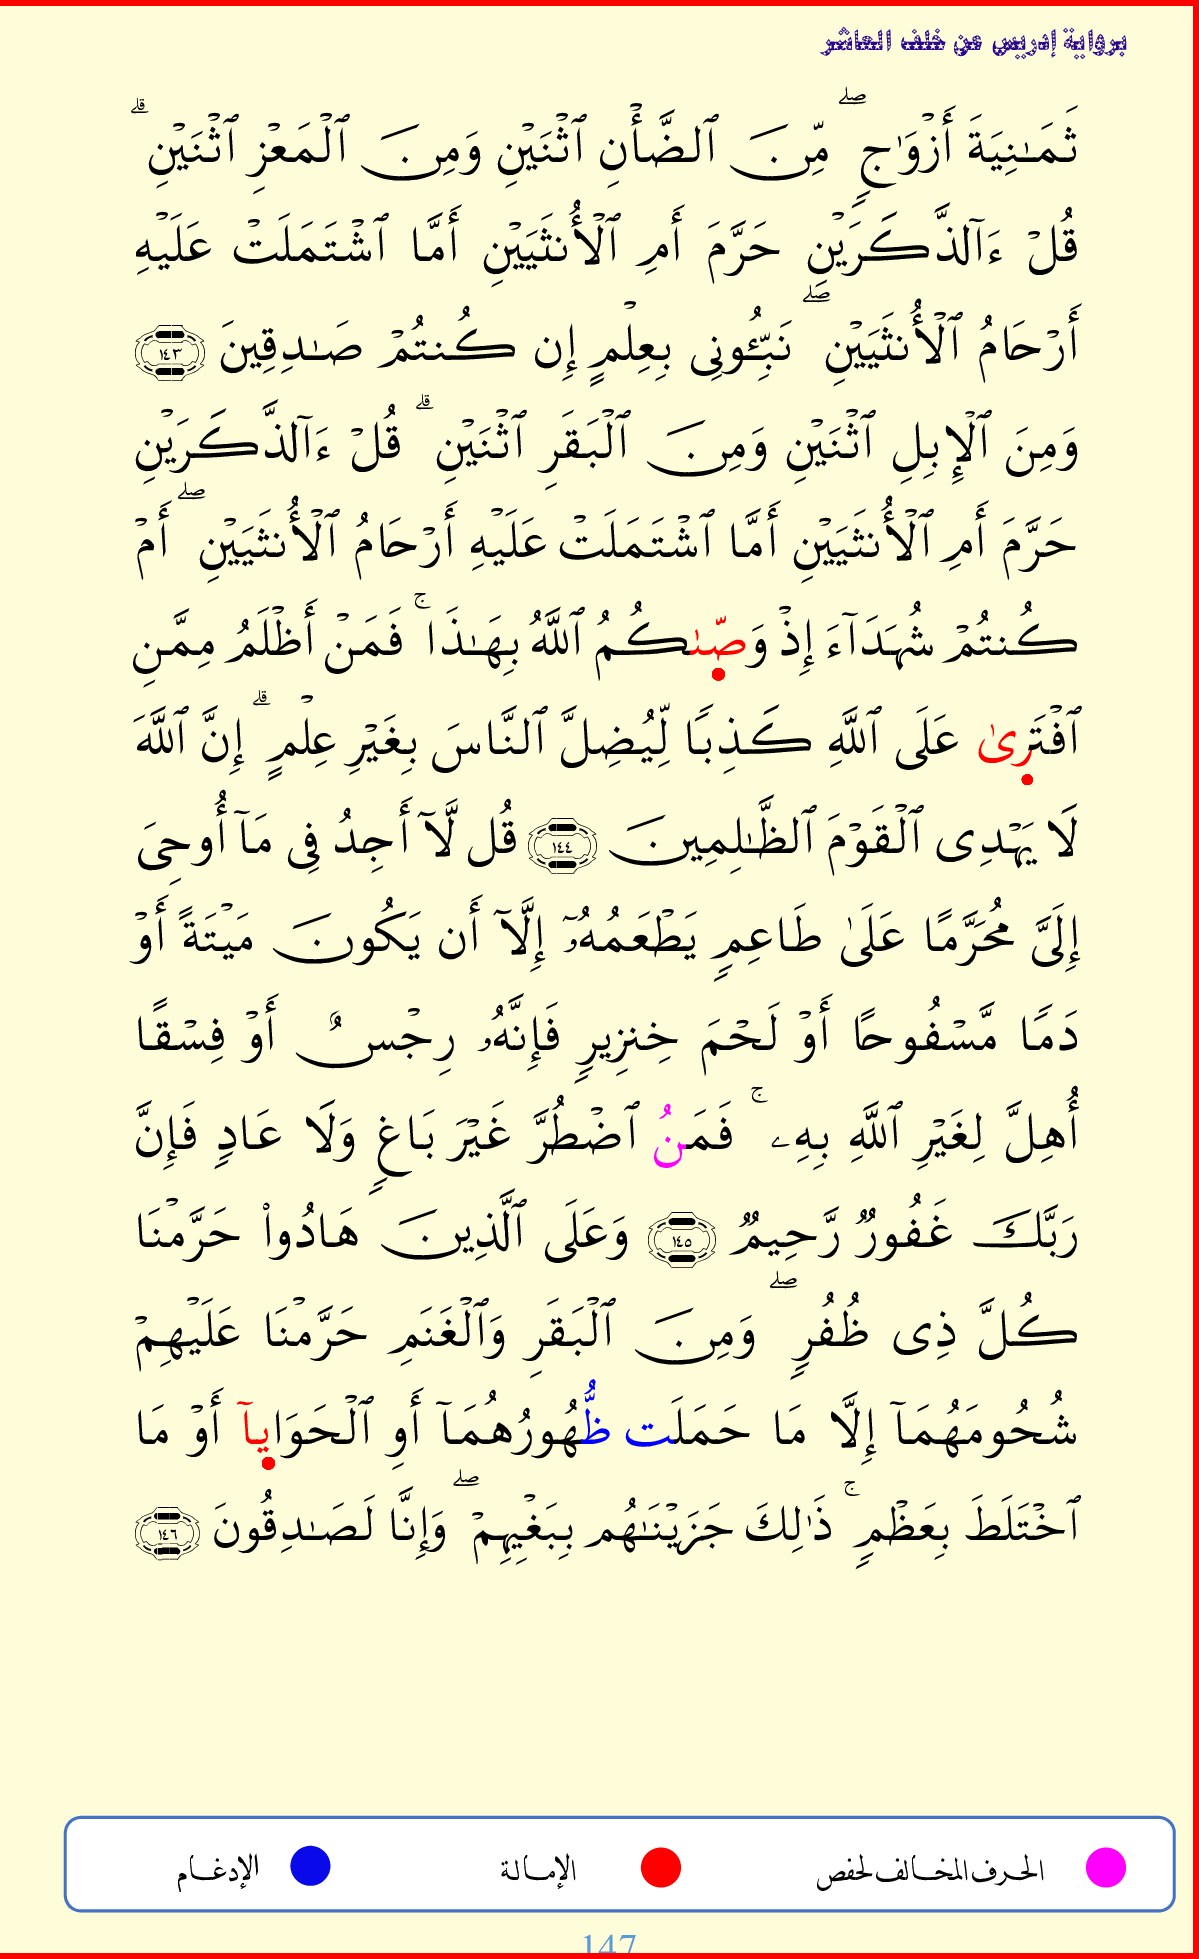 برواية إدريس عن خلف العاشر
ثَمَـٰنِيَةَ أَزْوَٰجٍۖ مِّنَ ٱلضَّأْنِ ٱثْنَيْنِ وَمِنَ ٱلْمَعْزِ ٱثْنَيْنِۗ
قُلْ ءَآلذَّكَرَيْنِ حَرَّمَ أَمِ ٱلْأُنثَيَيْنِ أَمَّا ٱشْتَمَلَتْ عَلَيْهِ
أَرْحَامُ ٱلْأُنثَيَيْنِۖ نَبِّـُٔونِى بِعِلْمٍ إِن كُنتُمْ صَـٰدِقِينَ ١٤٣
وَمِنَ ٱلْإِبِلِ ٱثْنَيْنِ وَمِنَ ٱلْبَقَرِ ٱثْنَيْنِۗ قُلْ ءَآلذَّكَرَيْنِ
حَرَّمَ أَمِ ٱلْأُنثَيَيْنِ أَمَّا ٱشْتَمَلَتْ عَلَيْهِ أَرْحَامُ ٱلْأُنثَيَيْنِۖ أَمْ
كُنتُمْ شُهَدَآءَ إِذْ وَصَّىٰكُمُ ٱللَّهُ بِهَـٰذَاۚ فَمَنْ أَظْلَمُ مِمَّنِ
ٱفْتَرِىٰ عَلَى ٱللَّهِ كَذِبًا لِّيُضِلَّ ٱلنَّاسَ بِغَيْرِ عِلْمٍۗ إِنَّ ٱللَّهَ
لَا يَهْدِى ٱلْقَوْمَ ٱلظَّـٰلِمِينَ ١٤٤ قُل لَّآ أَجِدُ فِى مَآ أُوحِىَ
إِلَىَّ مُحَرَّمًا عَلَىٰ طَاعِمٍ يَطْعَمُهُۥٓ إِلَّآ أَن يَكُونَ مَيْتَةً أَوْ
دَمًا مَّسْفُوحًا أَوْ لَحْمَ خِنزِيرٍ فَإِنَّهُۥ رِجْسٌ أَوْ فِسْقًا
أُهِلَّ لِغَيْرِ ٱللَّهِ بِهِۦۚ فَمَنُ ٱضْطُرَّ غَيْرَ بَاغٍ وَلَا عَادٍ فَإِنَّ
رَبَّكَ غَفُورٌ رَّحِيمٌ ١٤٥ وَعَلَى ٱلَّذِينَ هَادُوا۟ حَرَّمْنَا
كُلَّ ذِى ظُفُرٍۖ وَمِنَ ٱلْبَقَرِ وَٱلْغَنَمِ حَرَّمْنَا عَلَيْهِمْ
شُحُومَهُمَآ إِلَّا مَا حَمَلَت ظُّهُورُهُمَآ أَوِ ٱلْحَوَايِآ أَوْ مَا
ٱخْتَلَطَ بِعَظْمٍۚ ذَٰلِكَ جَزَيْنَـٰهُم بِبَغْيِهِمْۖ وَإِنَّا لَصَـٰدِقُونَ ١٤٦
الحرف المخالف لحفص الإمالة الإدغام
147